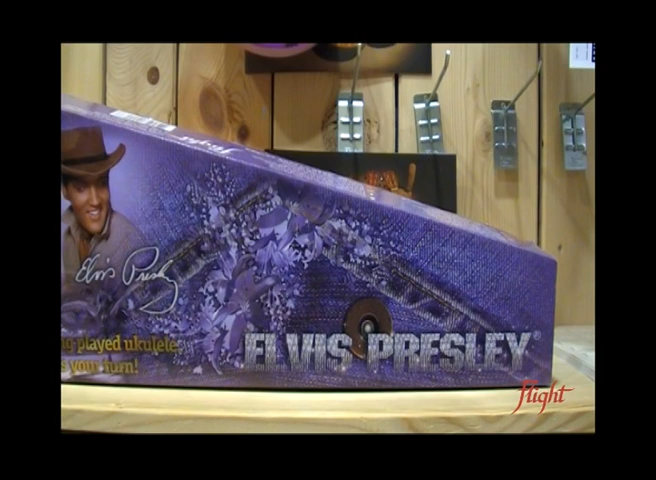 Elvis Presley
played ukulele
your turn!
ELVIS PRESLEY®
flight